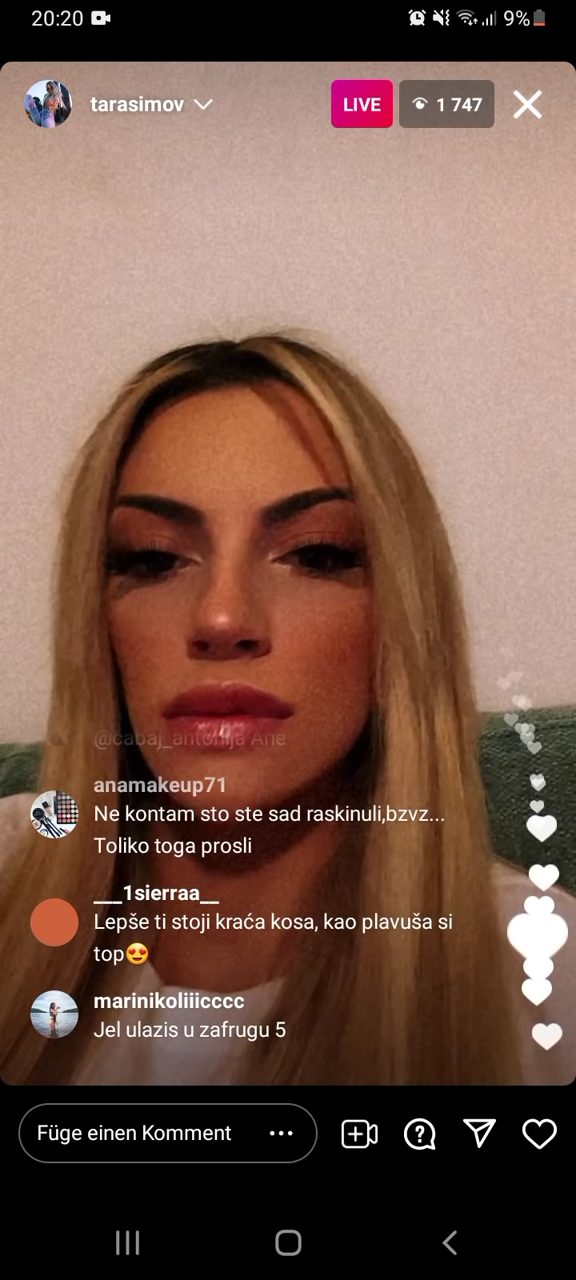 20:20
9%
tarasimov
LIVE
1 747
@cabaj_antonija Ane
anamakeup71
Ne kontam sto ste sad raskinuli,bzvz...
Toliko toga prosli
___1sierraa__
Lepše ti stoji kraća kosa, kao plavuša si
top😍
marinikoliiicccc
Jel ulazis u zafrugu 5
Füge einen Komment